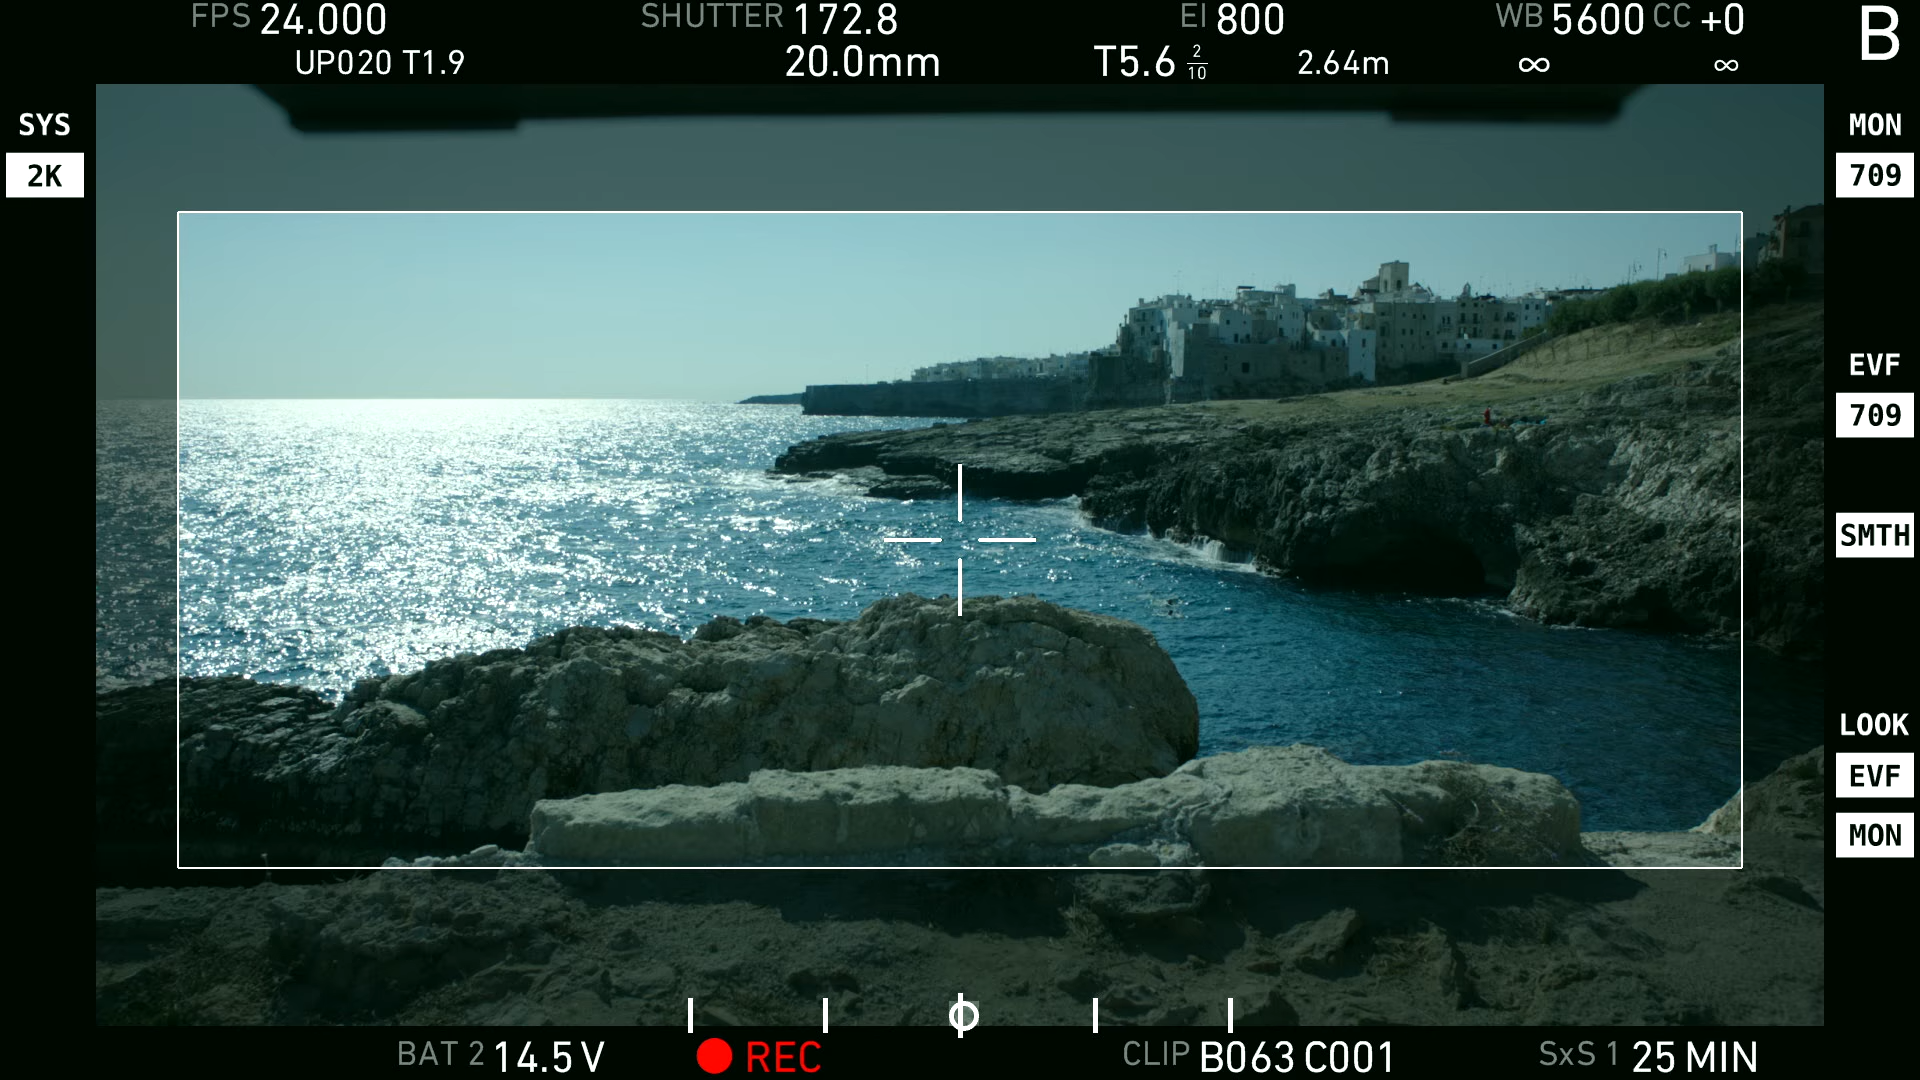 FPS 24.000 SHUTTER 172.8 EI 800 WB 5600 CC +0 B
UP020 T1.9 20.0mm T5.6 2/10 2.64m ∞ ∞
SYS
2K
MON
709
EVF
709
SMTH
LOOK
EVF
MON
BAT 2 14.5 V REC CLIP B063 C001 SxS 1 25 MIN